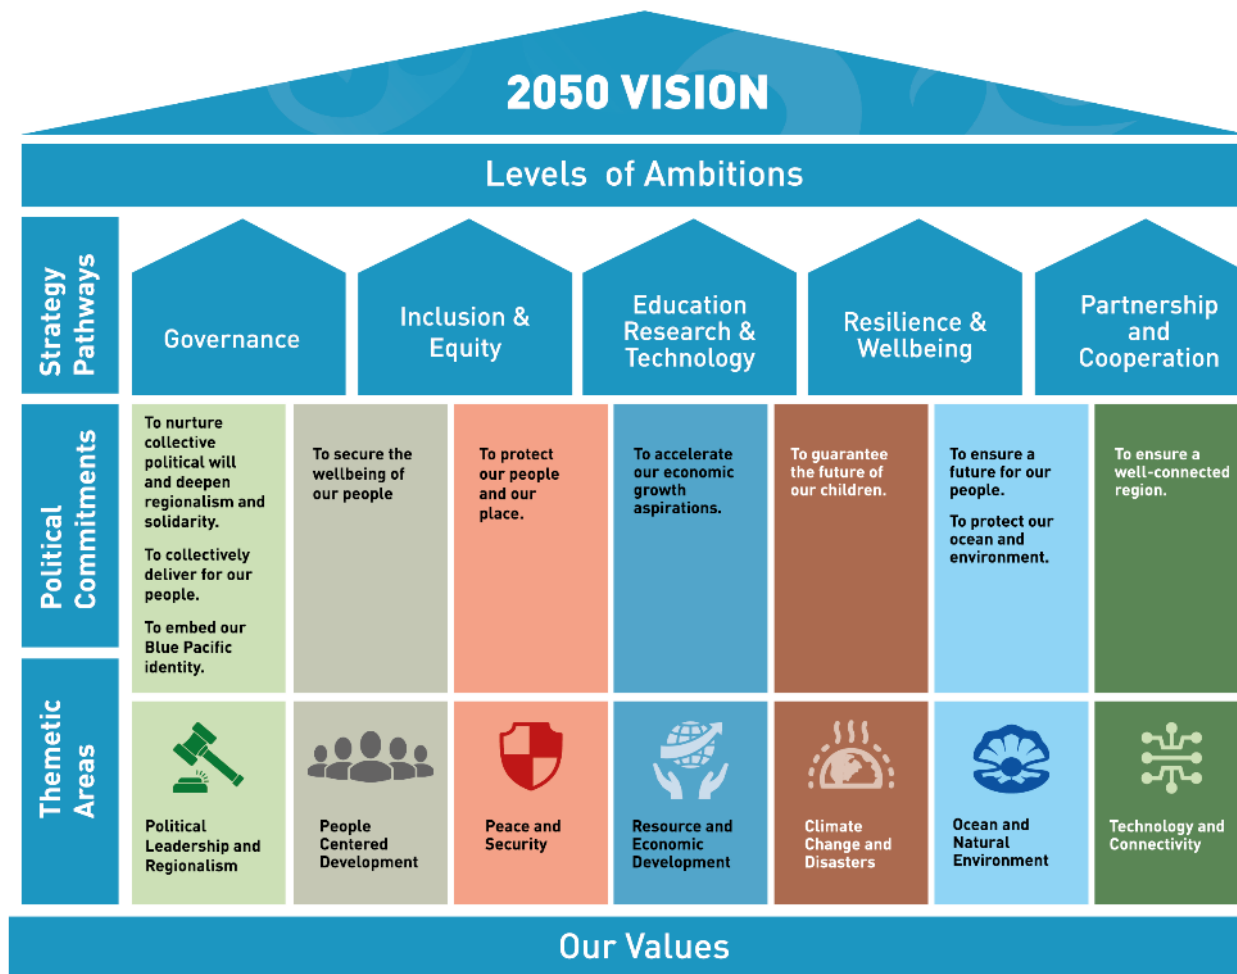 2050 VISION
Levels of Ambitions
Strategy
Pathways
Governance
Inclusion &
Equity
Education
Research &
Technology
Resilience &
Wellbeing
Partnership
and
Cooperation
Political
Commitments
To nurture
collective
political will
and deepen
regionalism and
solidarity.
To collectively
deliver for our
people.
To embed our
Blue Pacific
identity.
To secure the
wellbeing of
our people
To protect
our people
and our
place.
To accelerate
our economic
growth
aspirations.
To guarantee
the future of
our children.
To ensure a
future for our
people.
To protect our
ocean and
environment.
To ensure a
well-connected
region.
Themetic
Areas
Political
Leadership and
Regionalism
People
Centered
Development
Peace and
Security
Resource and
Economic
Development
Climate
Change and
Disasters
Ocean and
Natural
Environment
Technology and
Connectivity
Our Values